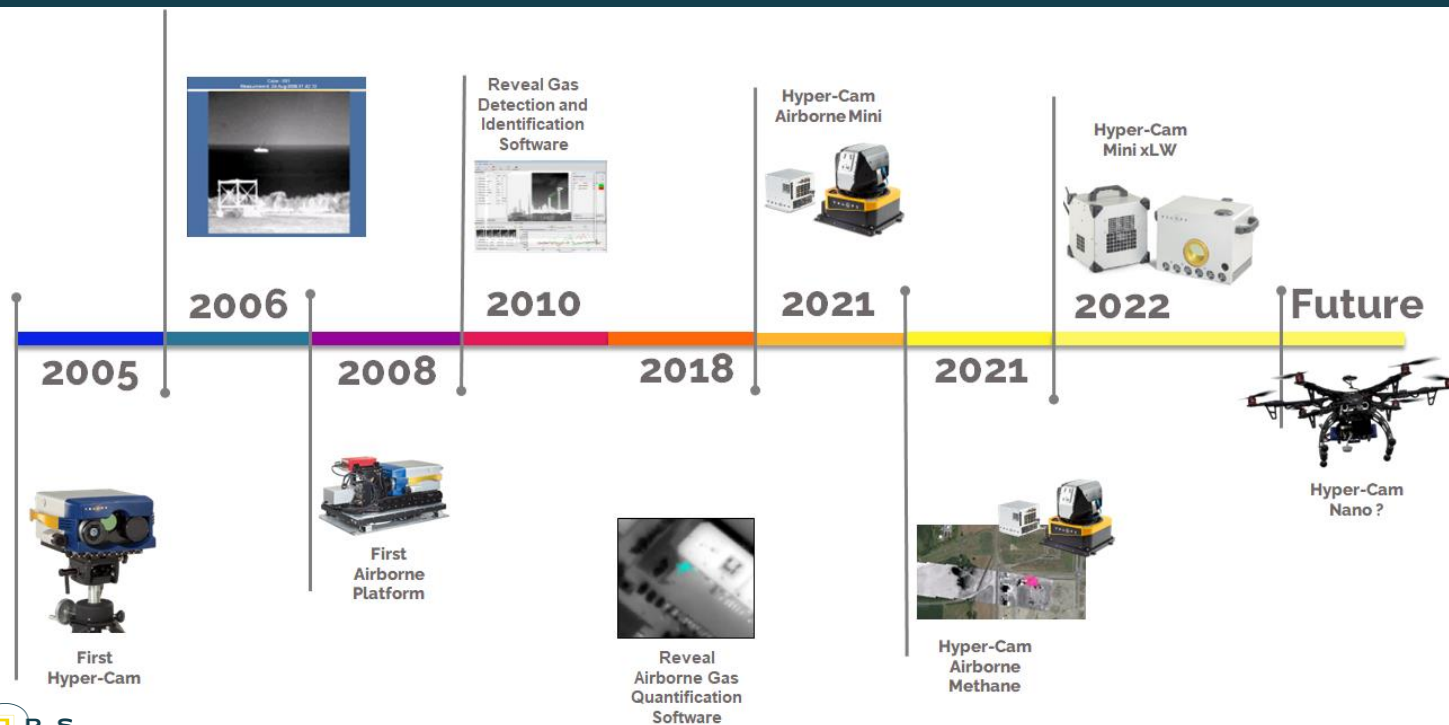 Reveal Gas
Detection and
Identification
Software
Hyper-Cam
Airborne Mini
Hyper-Cam
Mini xLW
2006
2010
2021
2022
Future
2005
2008
2018
2021
First
Hyper-Cam
First
Airborne
Platform
Reveal
Airborne Gas
Quantification
Software
Hyper-Cam
Airborne
Methane
Hyper-Cam
Nano ?